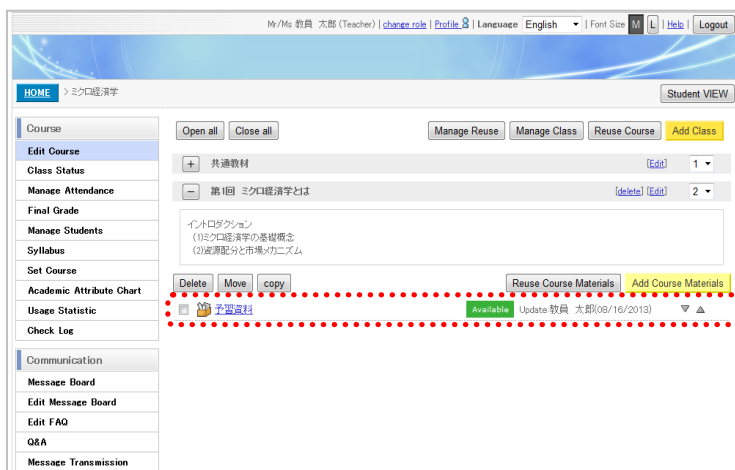 Mr/Ms 教員 太郎 (Teacher) | change role | Profile | Language English | Font Size M L | Help | Logout
HOME > ミクロ経済学 Student VIEW
Course
Edit Course
Class Status
Manage Attendance
Final Grade
Manage Students
Syllabus
Set Course
Academic Attribute Chart
Usage Statistic
Check Log
Communication
Message Board
Edit Message Board
Edit FAQ
Q&A
Message Transmission
Open all Close all Manage Reuse Manage Class Reuse Course Add Class
+ 共通教材 [Edit] 1
− 第1回 ミクロ経済学とは [delete] [Edit] 2
イントロダクション
(1)ミクロ経済学の基礎概念
(2)資源配分と市場メカニズム
Delete Move copy Reuse Course Materials Add Course Materials
予習資料 Available Update:教員 太郎(08/16/2013) ▼ ▲